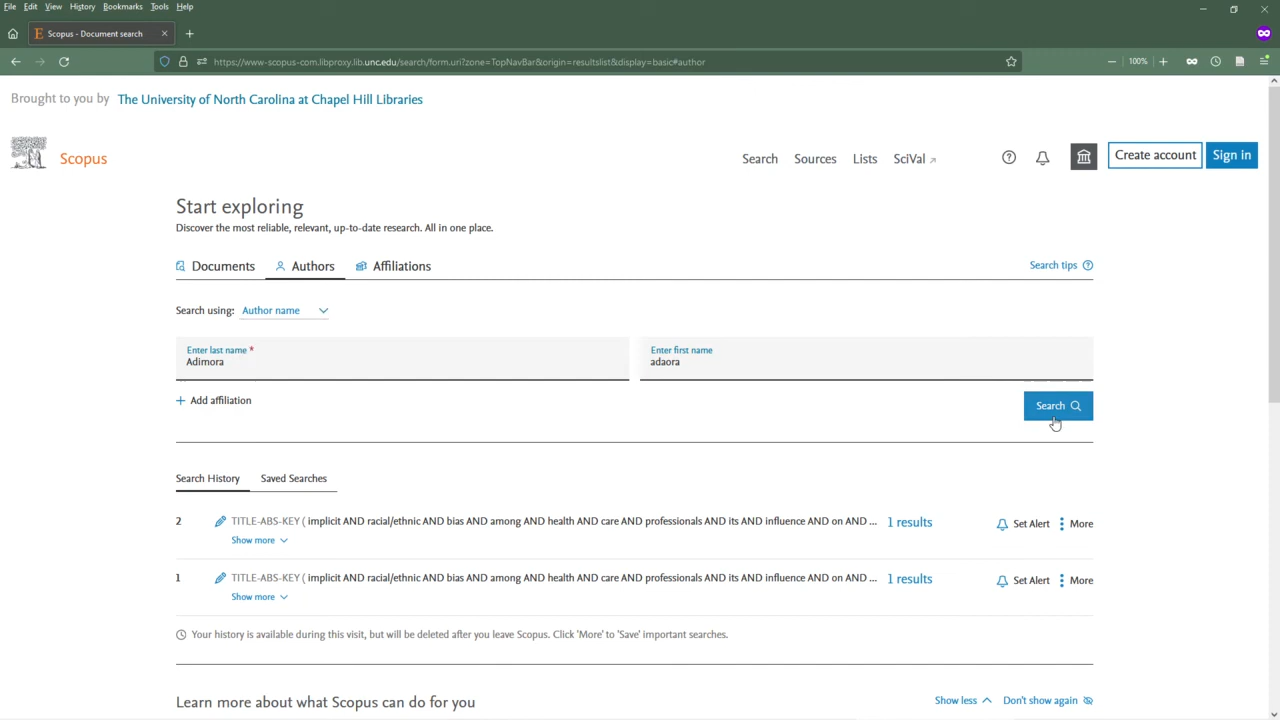 File Edit View History Bookmarks Tools Help
Scopus - Document search
https://www-scopus-com.libproxy.lib.unc.edu/search/form.uri?zone=TopNavBar&origin=resultslist&display=basic#author
100%
Brought to you by The University of North Carolina at Chapel Hill Libraries
Scopus
Search Sources Lists SciVal
Create account Sign in
Start exploring
Discover the most reliable, relevant, up-to-date research. All in one place.
Documents Authors Affiliations
Search tips
Search using: Author name
Enter last name *
Adimora
Enter first name
adaora
+ Add affiliation
Search
Search History Saved Searches
2 TITLE-ABS-KEY ( implicit AND racial/ethnic AND bias AND among AND health AND care AND professionals AND its AND influence AND on AND ... 1 results Set Alert More
Show more
1 TITLE-ABS-KEY ( implicit AND racial/ethnic AND bias AND among AND health AND care AND professionals AND its AND influence AND on AND ... 1 results Set Alert More
Show more
Your history is available during this visit, but will be deleted after you leave Scopus. Click 'More' to 'Save' important searches.
Learn more about what Scopus can do for you
Show less Don't show again